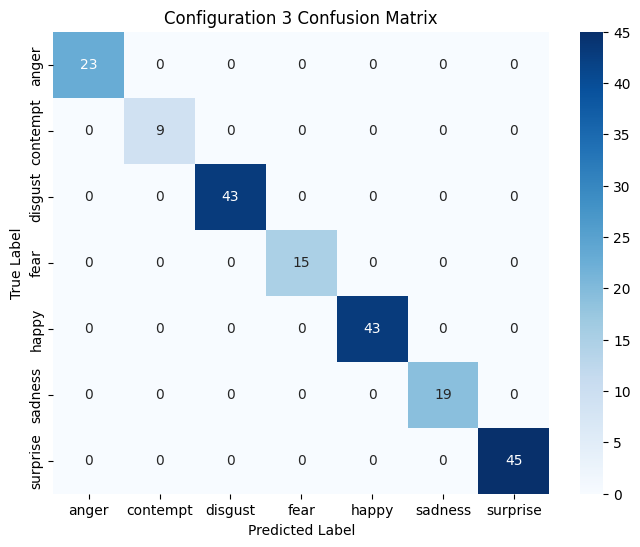 Configuration 3 Confusion Matrix
True Label
anger 23 0 0 0 0 0 0
contempt 0 9 0 0 0 0 0
disgust 0 0 43 0 0 0 0
fear 0 0 0 15 0 0 0
happy 0 0 0 0 43 0 0
sadness 0 0 0 0 0 19 0
surprise 0 0 0 0 0 0 45
anger contempt disgust fear happy sadness surprise
Predicted Label
45
40
35
30
25
20
15
10
5
0